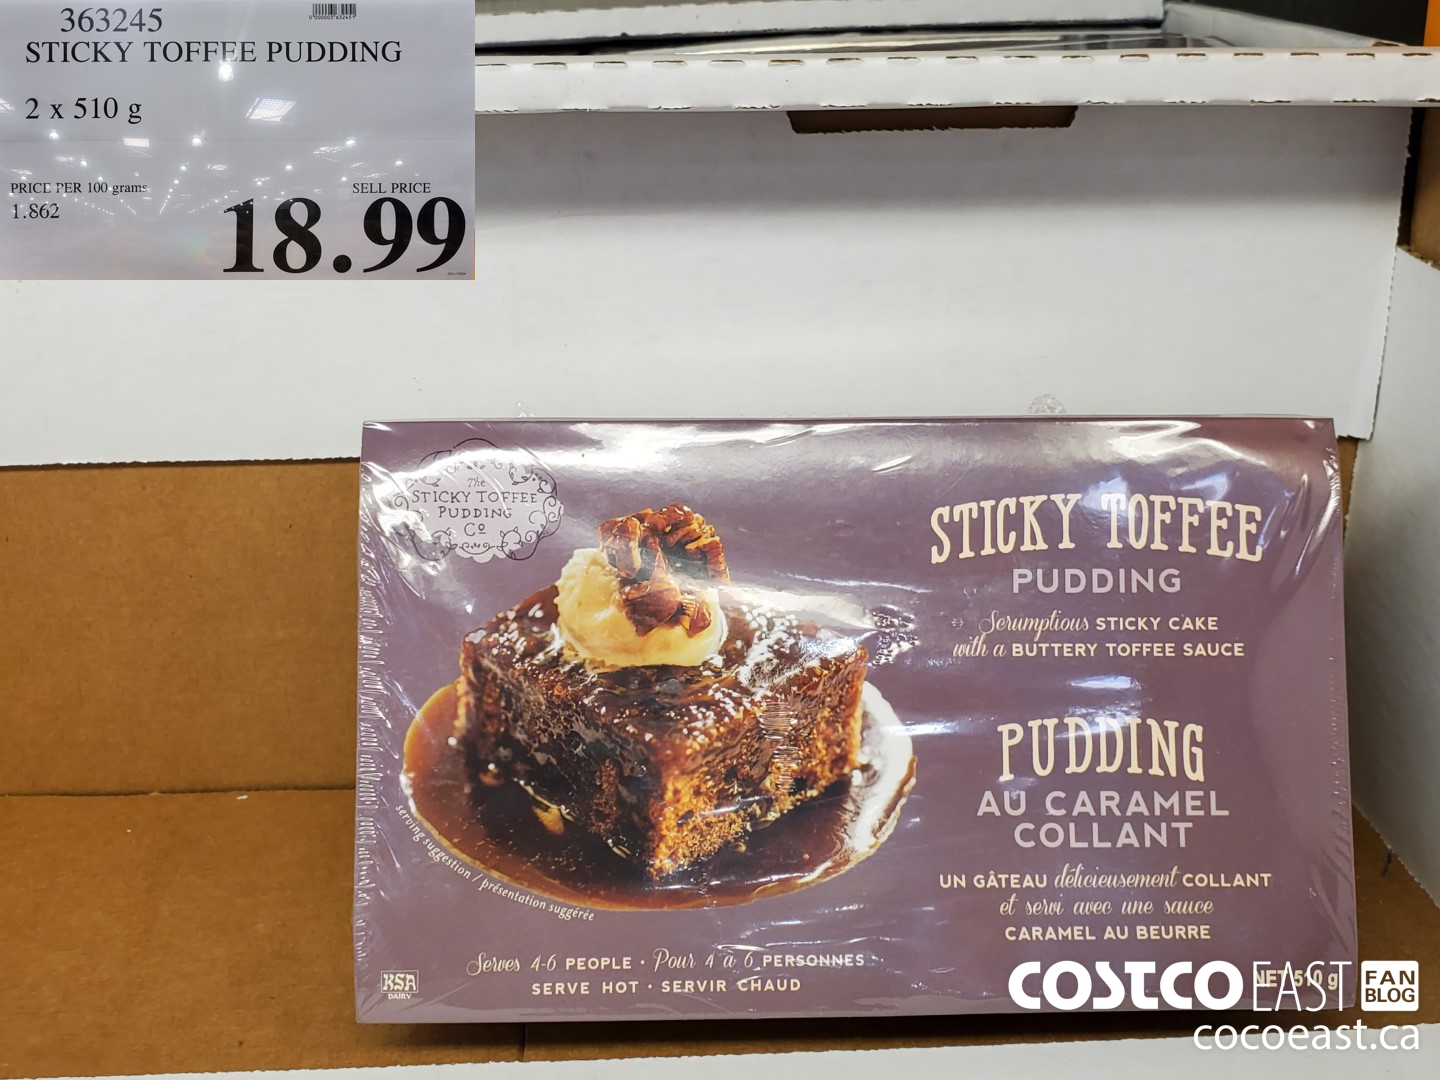 363245
STICKY TOFFEE PUDDING
2 x 510 g
PRICE PER 100 grams
1.862
SELL PRICE
18.99
The
STICKY TOFFEE
PUDDING
Co
STICKY TOFFEE
PUDDING
Scrumptious STICKY CAKE
with a BUTTERY TOFFEE SAUCE
PUDDING
AU CARAMEL
COLLANT
UN GÂTEAU délicieusement COLLANT
et servi avec une sauce
CARAMEL AU BEURRE
serving suggestion / présentation suggérée
Serves 4-6 PEOPLE · Pour 4 à 6 PERSONNES
SERVE HOT · SERVIR CHAUD
KSA
DAIRY
NET 510 g
COSTCO EAST FAN BLOG
cocoeast.ca